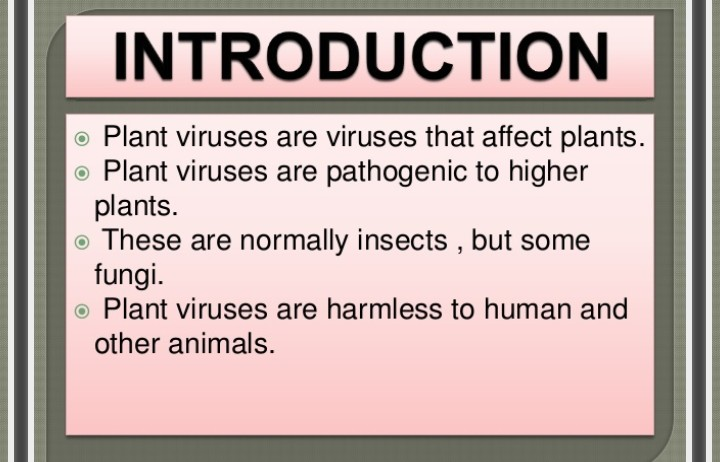 INTRODUCTION
Plant viruses are viruses that affect plants.
Plant viruses are pathogenic to higher
plants.
These are normally insects , but some
fungi.
Plant viruses are harmless to human and
other animals.